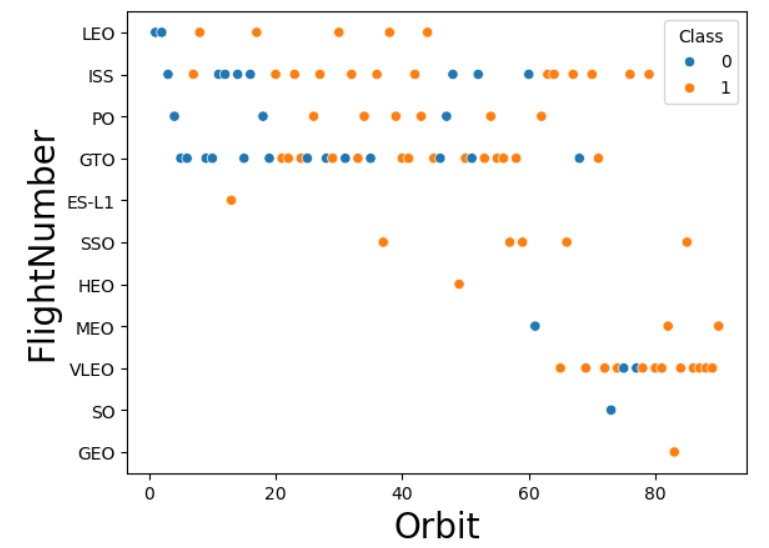 LEO
ISS
PO
GTO
ES-L1
SSO
HEO
MEO
VLEO
SO
GEO
FlightNumber
Class
0
1
0 20 40 60 80
Orbit